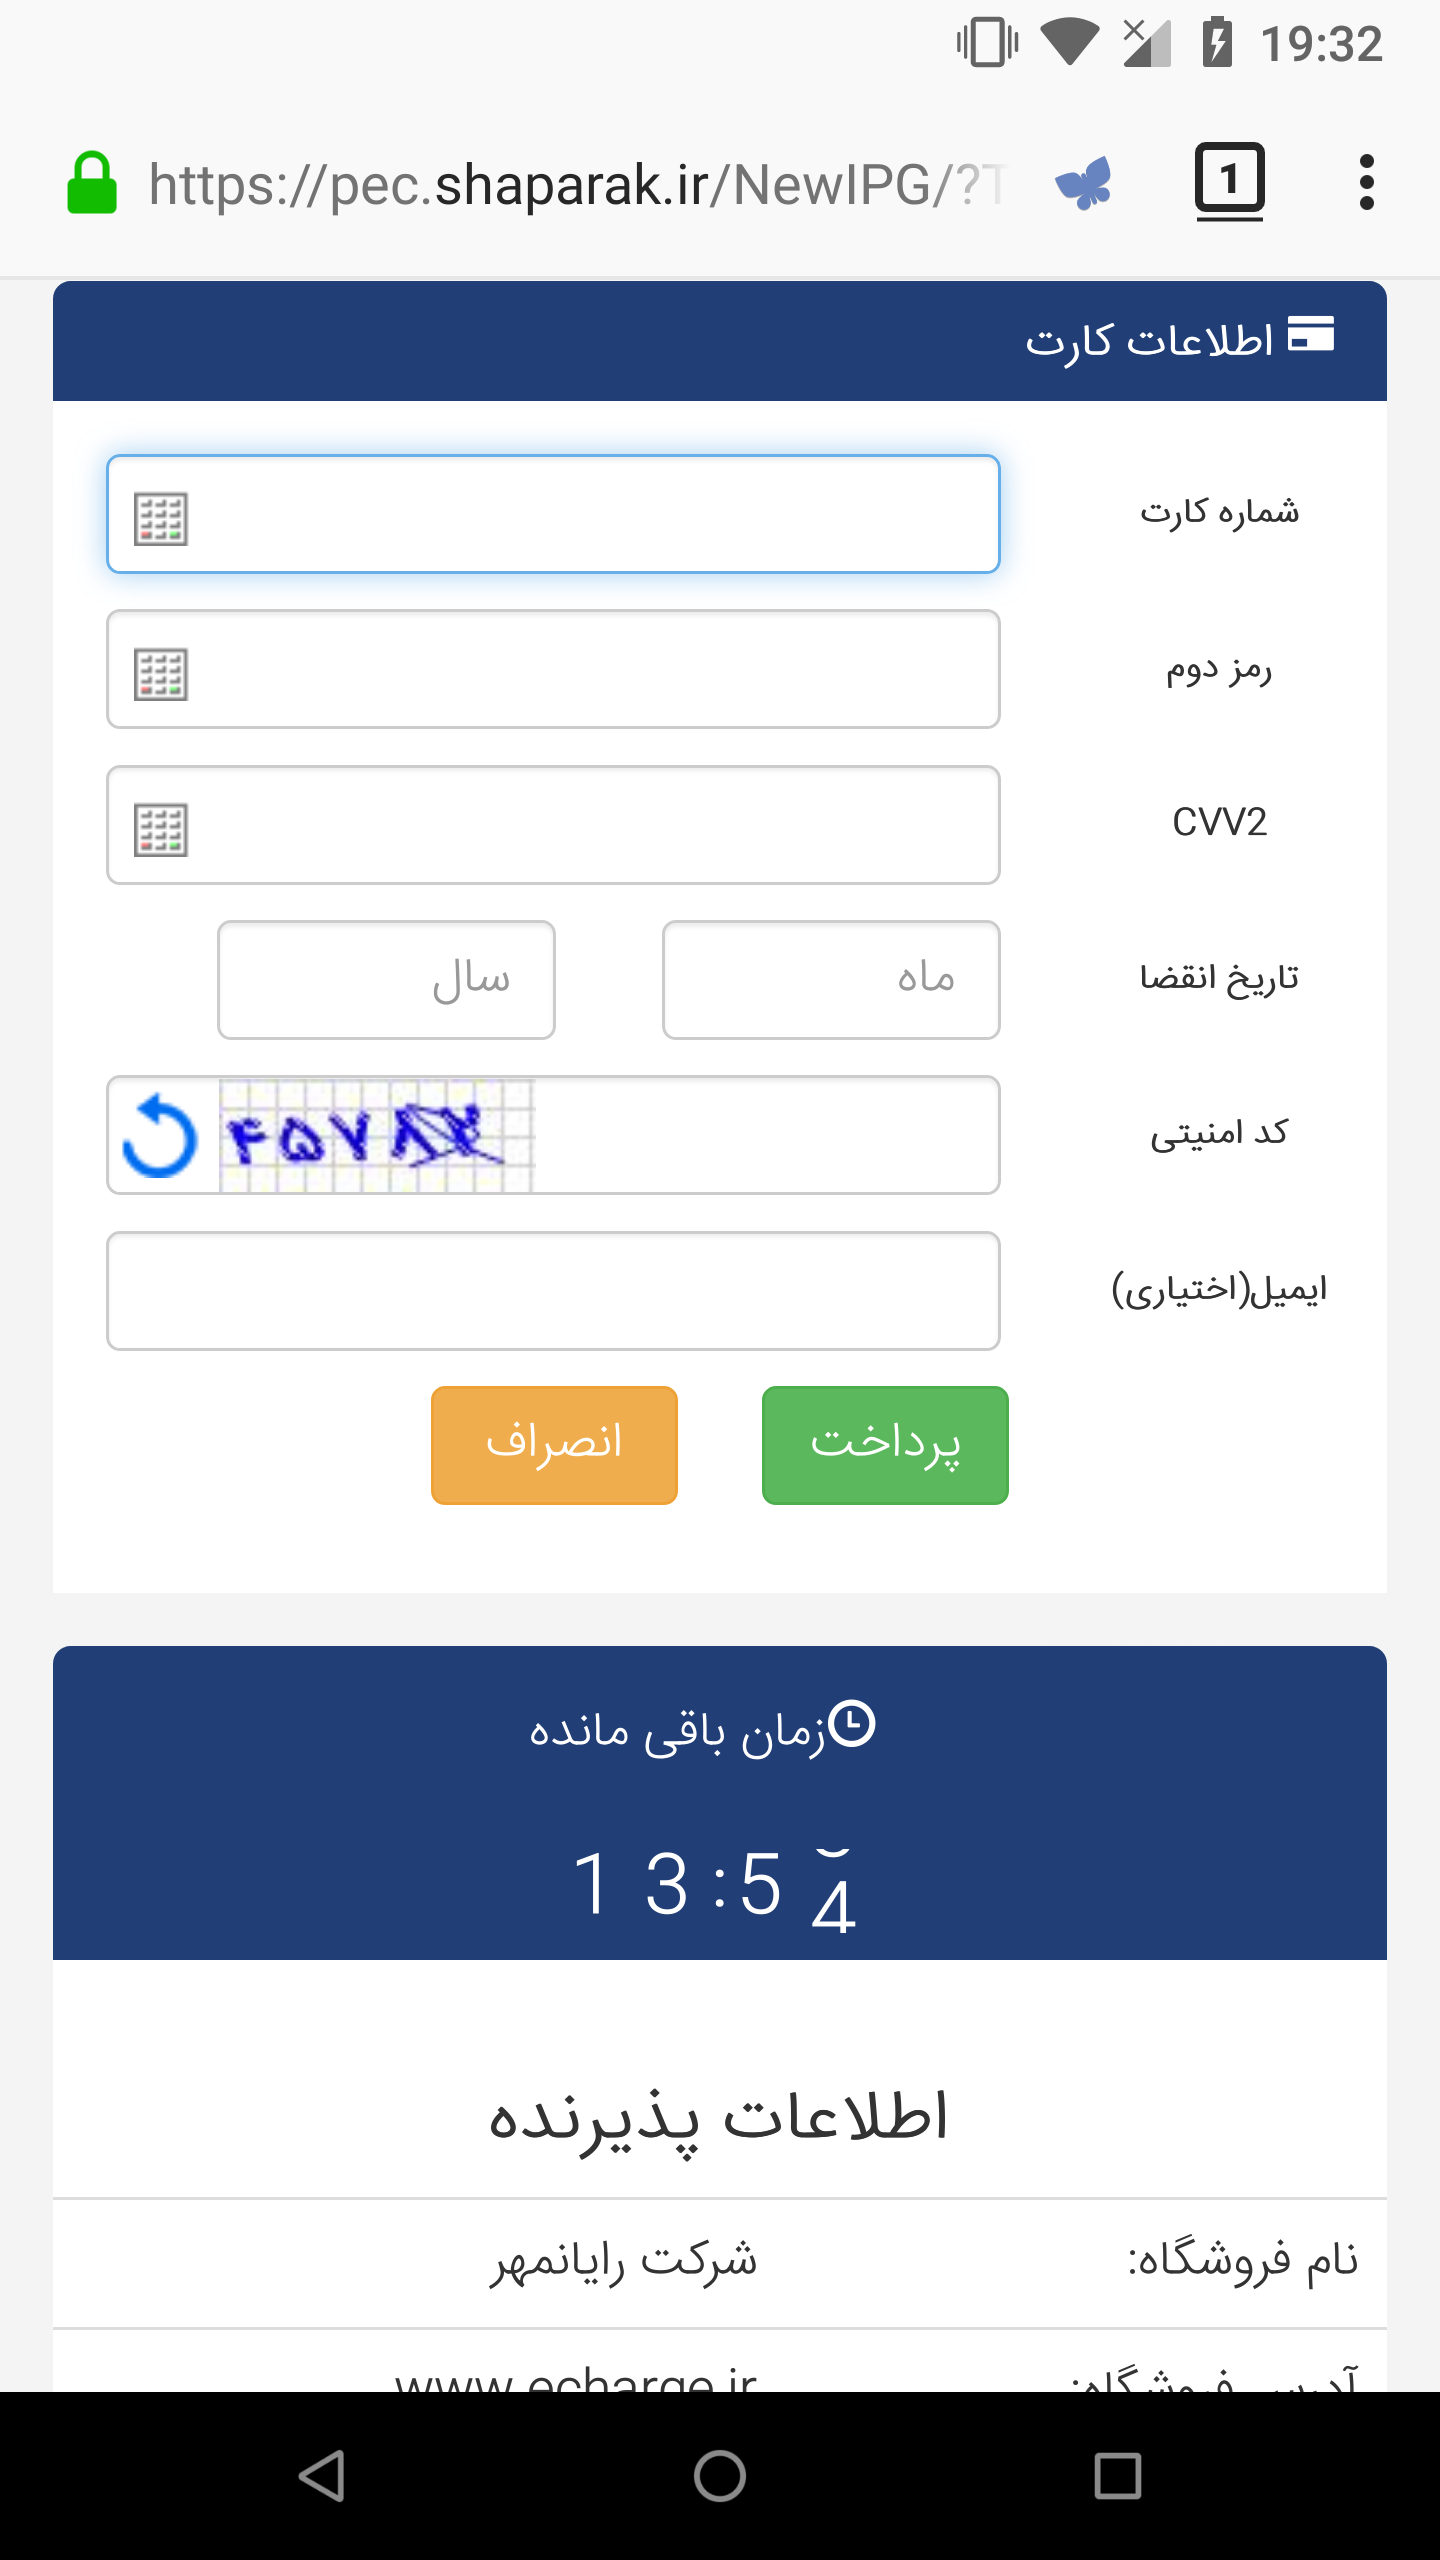 19:32
https://pec.shaparak.ir/NewIPG/?T
1
اطلاعات کارت
شماره کارت
رمز دوم
CVV2
تاریخ انقضا
ماه
سال
کد امنیتی
ایمیل(اختیاری)
پرداخت
انصراف
زمان باقی مانده
13:54
اطلاعات پذیرنده
نام فروشگاه:
شرکت رایانمهر
آدرس فروشگاه:
www.echarge.ir